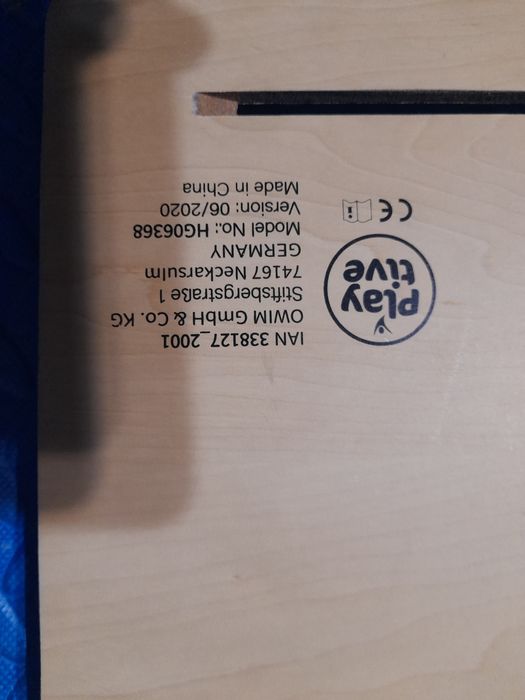 Play
tive
CE
IAN 338127_2001
OWIM GmbH & Co. KG
Stiftsbergstraße 1
74167 Neckarsulm
GERMANY
Model No.: HG06368
Version: 06/2020
Made in China